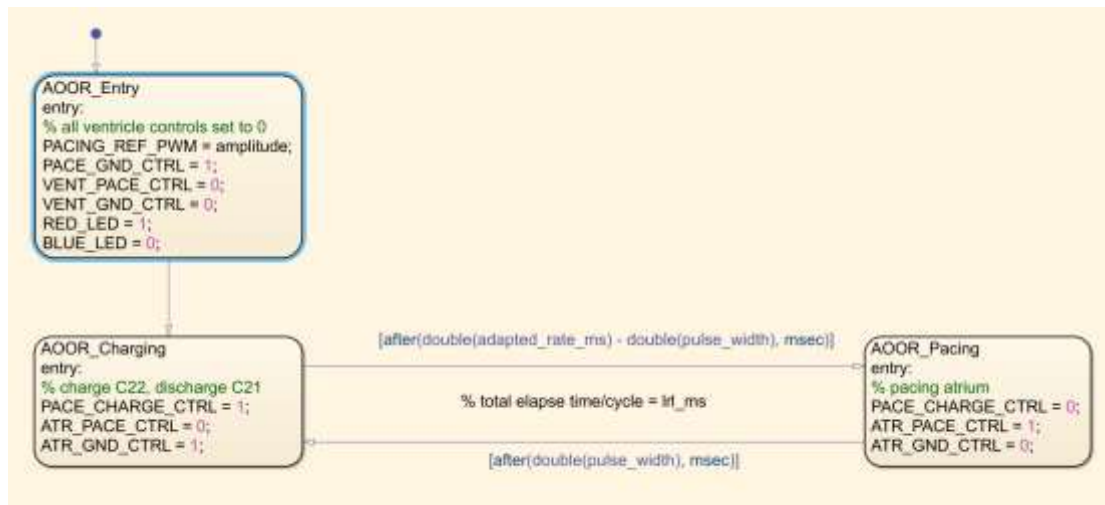 AOOR_Entry
entry:
% all ventricle controls set to 0
PACING_REF_PWM = amplitude;
PACE_GND_CTRL = 1;
VENT_PACE_CTRL = 0;
VENT_GND_CTRL = 0;
RED_LED = 1;
BLUE_LED = 0;
AOOR_Charging
entry:
% charge C22, discharge C21
PACE_CHARGE_CTRL = 1;
ATR_PACE_CTRL = 0;
ATR_GND_CTRL = 1;
[after(double(adapted_rate_ms) - double(pulse_width), msec)]
% total elapse time/cycle = lrl_ms
[after(double(pulse_width), msec)]
AOOR_Pacing
entry:
% pacing atrium
PACE_CHARGE_CTRL = 0;
ATR_PACE_CTRL = 1;
ATR_GND_CTRL = 0;